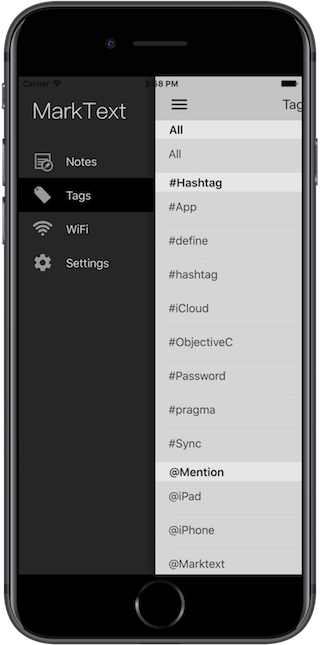 Carrier 3:58 PM
MarkText
Notes
Tags
WiFi
Settings
Tag
All
All
#Hashtag
#App
#define
#hashtag
#iCloud
#ObjectiveC
#Password
#pragma
#Sync
@Mention
@iPad
@iPhone
@Marktext